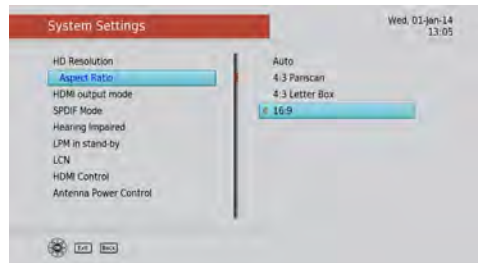 System Settings
Wed, 01-Jan-14
13:05
HD Resolution
Aspect Ratio
HDMI output mode
SPDIF Mode
Hearing Impaired
LPM in stand-by
LCN
HDMI Control
Antenna Power Control
Auto
4:3 Panscan
4:3 Letter Box
16:9
Exit Back